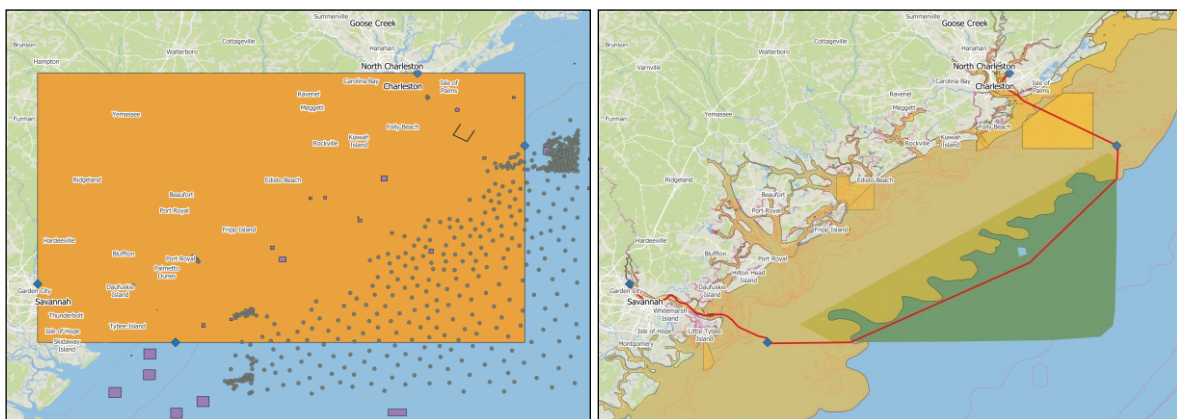 Summerville
Goose Creek
Brunson
Cottageville
Walterboro
Hanahan
Hampton
North Charleston
Carolina Bay
Isle of
Palms
Charleston
Ravenel
Meggett
Furman
Yemassee
Folly Beach
Rockville
Kiawah
Island
Ridgeland
Edisto Beach
Beaufort
Port Royal
Hardeeville
Fripp Island
Bluffton
Port Royal
Palmetto
Dunes
Garden City
Daufuskie
Island
Savannah
Thunderbolt
Isle of Hope
Tybee Island
Skidaway
Island
Summerville
Goose Creek
Brunson
Cottageville
Walterboro
Hanahan
Varnville
North Charleston
Carolina Bay
Isle of
Palms
Charleston
Ravenel
Meggett
Furman
Yemassee
Folly Beach
Rockville
Kiawah
Island
Ridgeland
Edisto Beach
Beaufort
Port Royal
Hardeeville
Fripp Island
Bluffton
Port Royal
Hilton Head
Island
Garden City
Daufuskie
Island
Savannah
Whitemarsh
Island
Isle of Hope
Little Tybee
Island
Montgomery